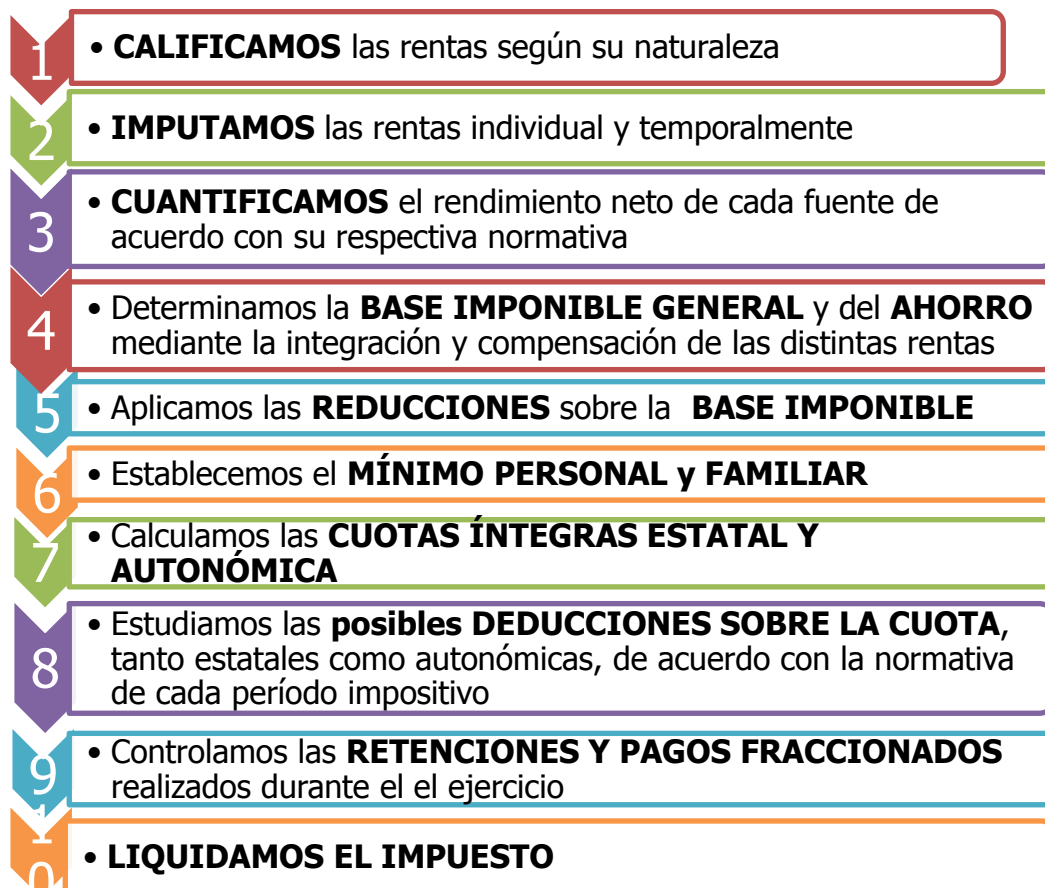 1
• CALIFICAMOS las rentas según su naturaleza
2
• IMPUTAMOS las rentas individual y temporalmente
3
• CUANTIFICAMOS el rendimiento neto de cada fuente de
acuerdo con su respectiva normativa
4
• Determinamos la BASE IMPONIBLE GENERAL y del AHORRO
mediante la integración y compensación de las distintas rentas
5
• Aplicamos las REDUCCIONES sobre la BASE IMPONIBLE
6
• Establecemos el MÍNIMO PERSONAL y FAMILIAR
7
• Calculamos las CUOTAS ÍNTEGRAS ESTATAL Y
AUTONÓMICA
8
• Estudiamos las posibles DEDUCCIONES SOBRE LA CUOTA,
tanto estatales como autonómicas, de acuerdo con la normativa
de cada período impositivo
9
• Controlamos las RETENCIONES Y PAGOS FRACCIONADOS
realizados durante el el ejercicio
10
• LIQUIDAMOS EL IMPUESTO